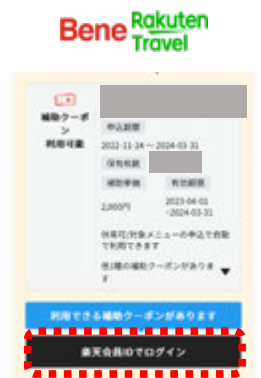 Bene Rakuten Travel
補助クーポ
ン
利用可能
申込期間
2022-11-14 ～ 2024-03-31
保有枚数
補助単価 有効期間
2,000円 2023-04-01
~2024-03-31
併用可/対象メニューの申込で自動
で利用できます
他1種の補助クーポンがありま
す
利用できる補助クーポンがあります
楽天会員IDでログイン